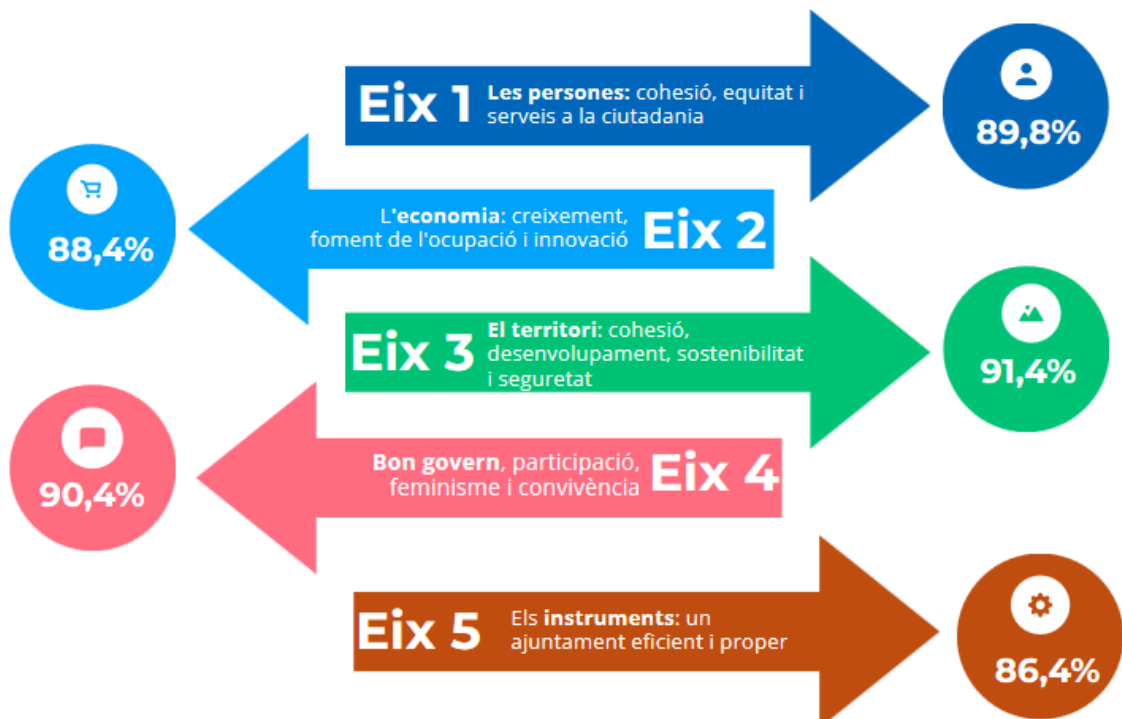 Eix 1
Les persones: cohesió, equitat i
serveis a la ciutadania
89,8%
L'economia: creixement,
foment de l'ocupació i innovació
Eix 2
88,4%
Eix 3
El territori: cohesió,
desenvolupament, sostenibilitat
i seguretat
91,4%
Bon govern, participació,
feminisme i convivència
Eix 4
90,4%
Eix 5
Els instruments: un
ajuntament eficient i proper
86,4%